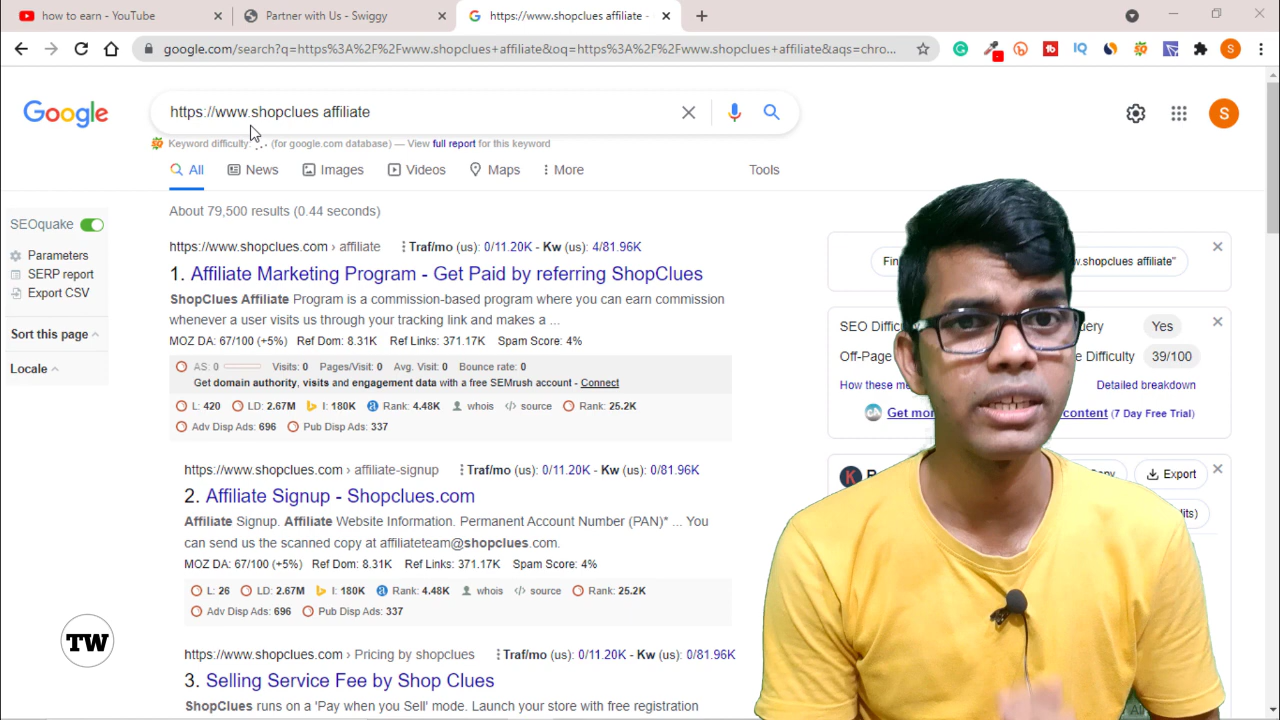 how to earn - YouTube
Partner with Us - Swiggy
https://www.shopclues affiliate -
google.com/search?q=https%3A%2F%2Fwww.shopclues+affiliate&oq=https%3A%2F%2Fwww.shopclues+affiliate&aqs=chro...
IQ
S
Google
https://www.shopclues affiliate
S
Keyword difficulty: (for google.com database) — View full report for this keyword
All
News
Images
Videos
Maps
More
Tools
About 79,500 results (0.44 seconds)
SEOquake
Parameters
SERP report
Export CSV
Sort this page
Locale
https://www.shopclues.com › affiliate
Traf/mo (us): 0/11.20K - Kw (us): 4/81.96K
1. Affiliate Marketing Program - Get Paid by referring ShopClues
ShopClues Affiliate Program is a commission-based program where you can earn commission
whenever a user visits us through your tracking link and makes a ...
MOZ DA: 67/100 (+5%) Ref Dom: 8.31K Ref Links: 371.17K Spam Score: 4%
AS: 0 Visits: 0 Pages/Visit: 0 Avg. Visit: 0 Bounce rate: 0
Get domain authority, visits and engagement data with a free SEMrush account - Connect
L: 420 LD: 2.67M I: 180K Rank: 4.48K whois source Rank: 25.2K
Adv Disp Ads: 696 Pub Disp Ads: 337
https://www.shopclues.com › affiliate-signup
Traf/mo (us): 0/11.20K - Kw (us): 0/81.96K
2. Affiliate Signup - Shopclues.com
Affiliate Signup. Affiliate Website Information. Permanent Account Number (PAN)* ... You
can send us the scanned copy at affiliateteam@shopclues.com.
MOZ DA: 67/100 (+5%) Ref Dom: 8.31K Ref Links: 371.17K Spam Score: 4%
L: 26 LD: 2.67M I: 180K Rank: 4.48K whois source Rank: 25.2K
Adv Disp Ads: 696 Pub Disp Ads: 337
https://www.shopclues.com › Pricing by shopclues
Traf/mo (us): 0/11.20K - Kw (us): 0/81.96K
3. Selling Service Fee by Shop Clues
ShopClues runs on a 'Pay when you Sell' mode. Launch your store with free registration
w.shopclues affiliate"
SEO
Yes
Off-Page
Difficulty
39/100
How these
Detailed breakdown
Get
content (7 Day Free Trial)
K
Export
TW